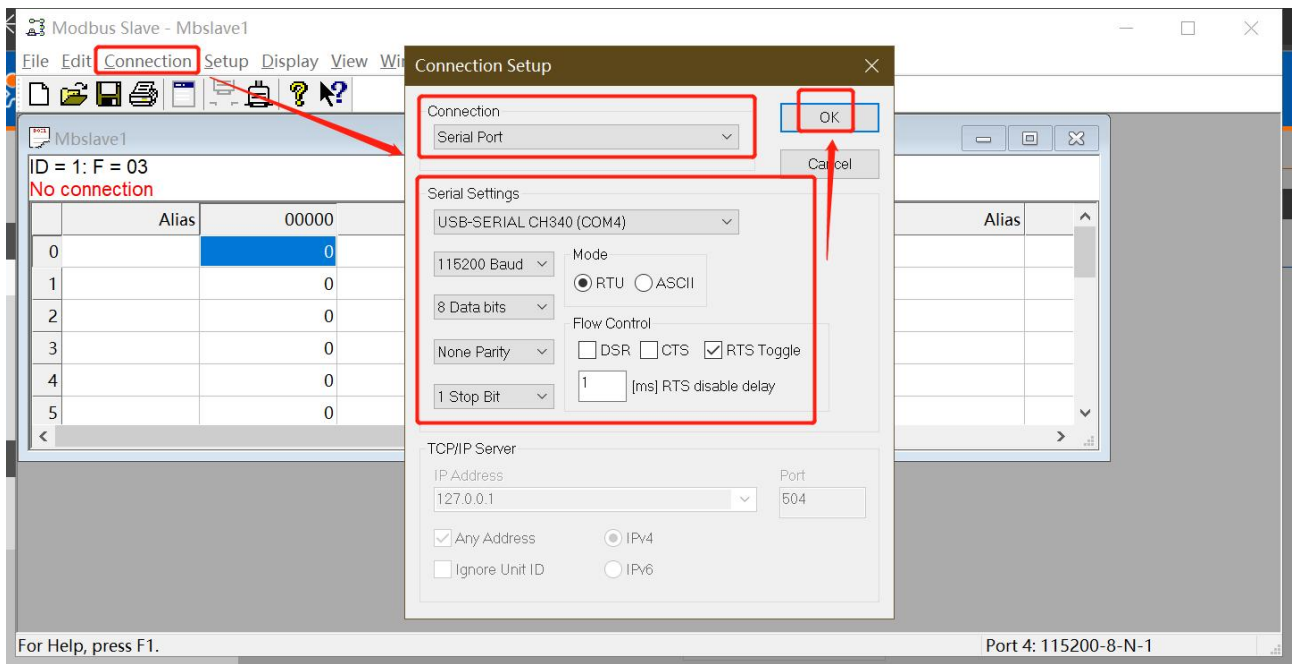 Modbus Slave - Mbslave1
File Edit Connection Setup Display View
Connection Setup
Connection
Serial Port
OK
Cancel
Mbslave1
ID = 1: F = 03
No connection
Alias 00000 Alias
0 0
1 0
2 0
3 0
4 0
5 0
Serial Settings
USB-SERIAL CH340 (COM4)
115200 Baud
8 Data bits
None Parity
1 Stop Bit
Mode
RTU ASCII
Flow Control
DSR CTS RTS Toggle
1 [ms] RTS disable delay
TCP/IP Server
IP Address Port
127.0.0.1 504
Any Address IPv4
Ignore Unit ID IPv6
For Help, press F1. Port 4: 115200-8-N-1